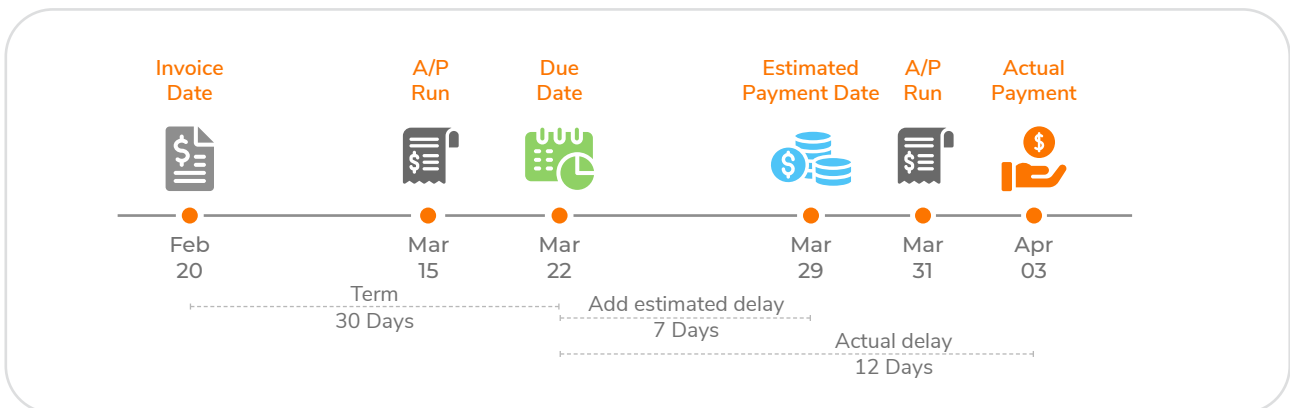 Invoice
Date
A/P
Run
Due
Date
Estimated
Payment Date
A/P
Run
Actual
Payment
$
$
$
$
$
Feb
20
Mar
15
Mar
22
Mar
29
Mar
31
Apr
03
Term
30 Days
Add estimated delay
7 Days
Actual delay
12 Days